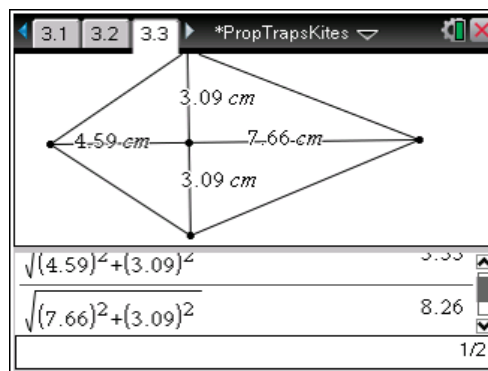 3.1 3.2 3.3 *PropTrapsKites
3.09 cm
4.59 cm 7.66 cm
3.09 cm
√(4.59)²+(3.09)²
√(7.66)²+(3.09)² 8.26
1/2